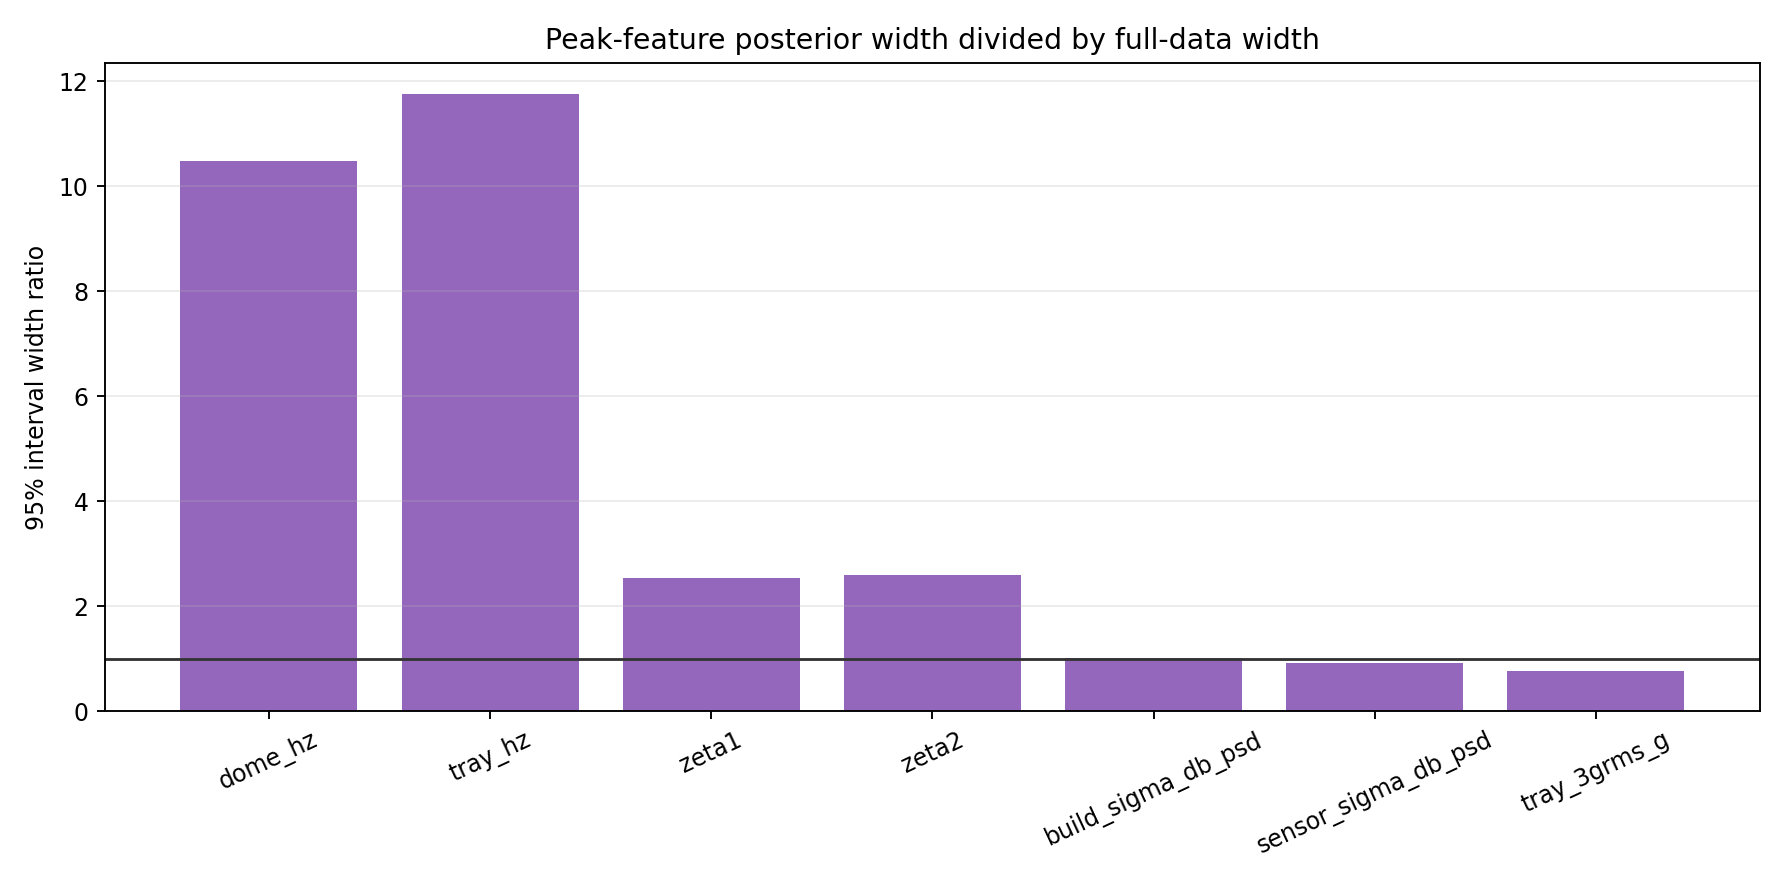 Peak-feature posterior width divided by full-data width
95% interval width ratio
12
10
8
6
4
2
0
dome_hz
tray_hz
zeta1
zeta2
build_sigma_db_psd
sensor_sigma_db_psd
tray_3grms_g